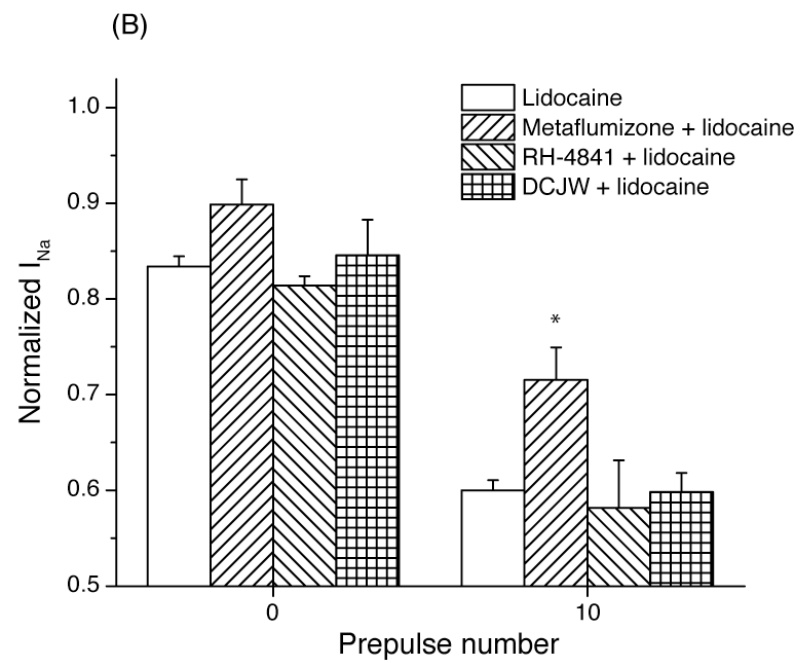 (B)
Lidocaine
Metaflumizone + lidocaine
RH-4841 + lidocaine
DCJW + lidocaine
Normalized I_Na
1.0
0.9
0.8
0.7
0.6
0.5
*
0
10
Prepulse number